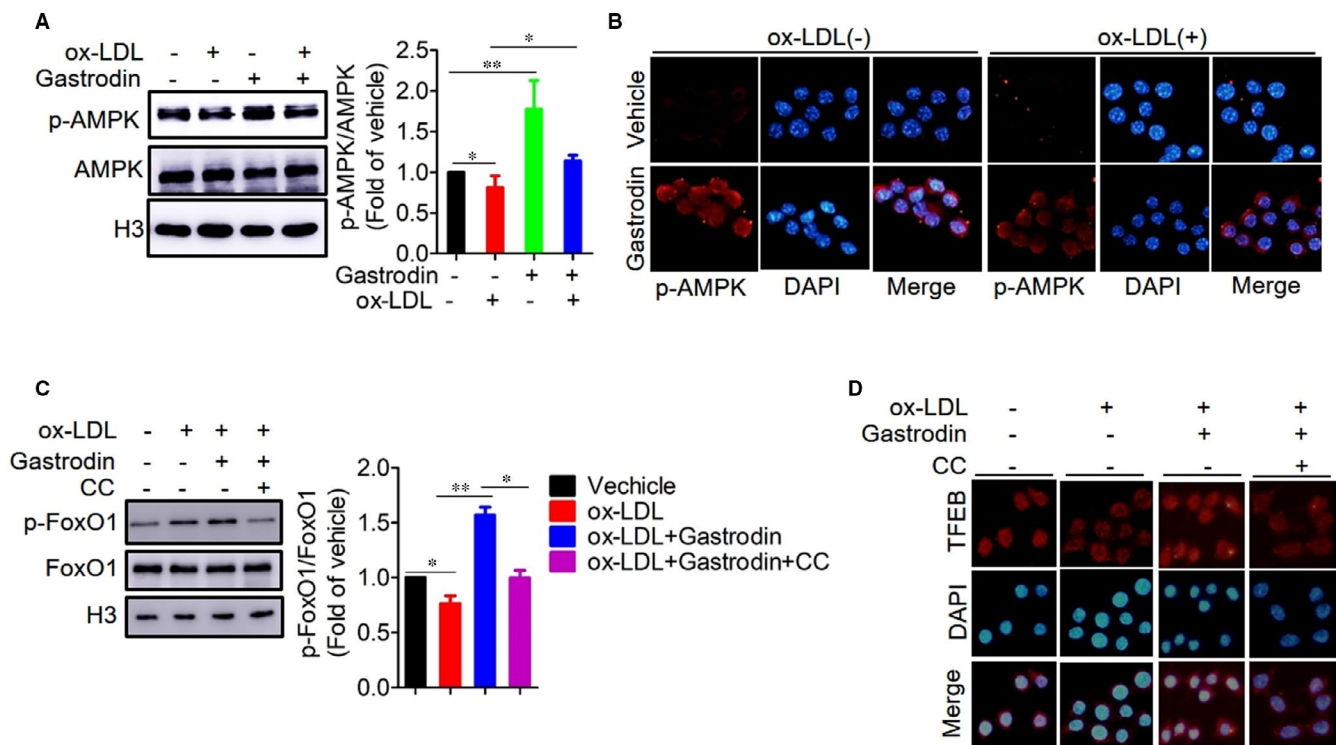 A
ox-LDL - + - +
Gastrodin - - + +
p-AMPK
AMPK
H3
p-AMPK/AMPK
(Fold of vehicle)
2.5
2.0
1.5
1.0
0.5
0.0
*
**
*
Gastrodin - - + +
ox-LDL - + - +
B
ox-LDL(-) ox-LDL(+)
Vehicle
Gastrodin
p-AMPK DAPI Merge p-AMPK DAPI Merge
C
ox-LDL - + + +
Gastrodin - - + +
CC - - - +
p-FoxO1
FoxO1
H3
p-FoxO1/FoxO1
(Fold of vehicle)
2.0
1.5
1.0
0.5
0.0
*
** *
Vechicle
ox-LDL
ox-LDL+Gastrodin
ox-LDL+Gastrodin+CC
D
ox-LDL - + + +
Gastrodin - - + +
CC - - - +
TFEB
DAPI
Merge